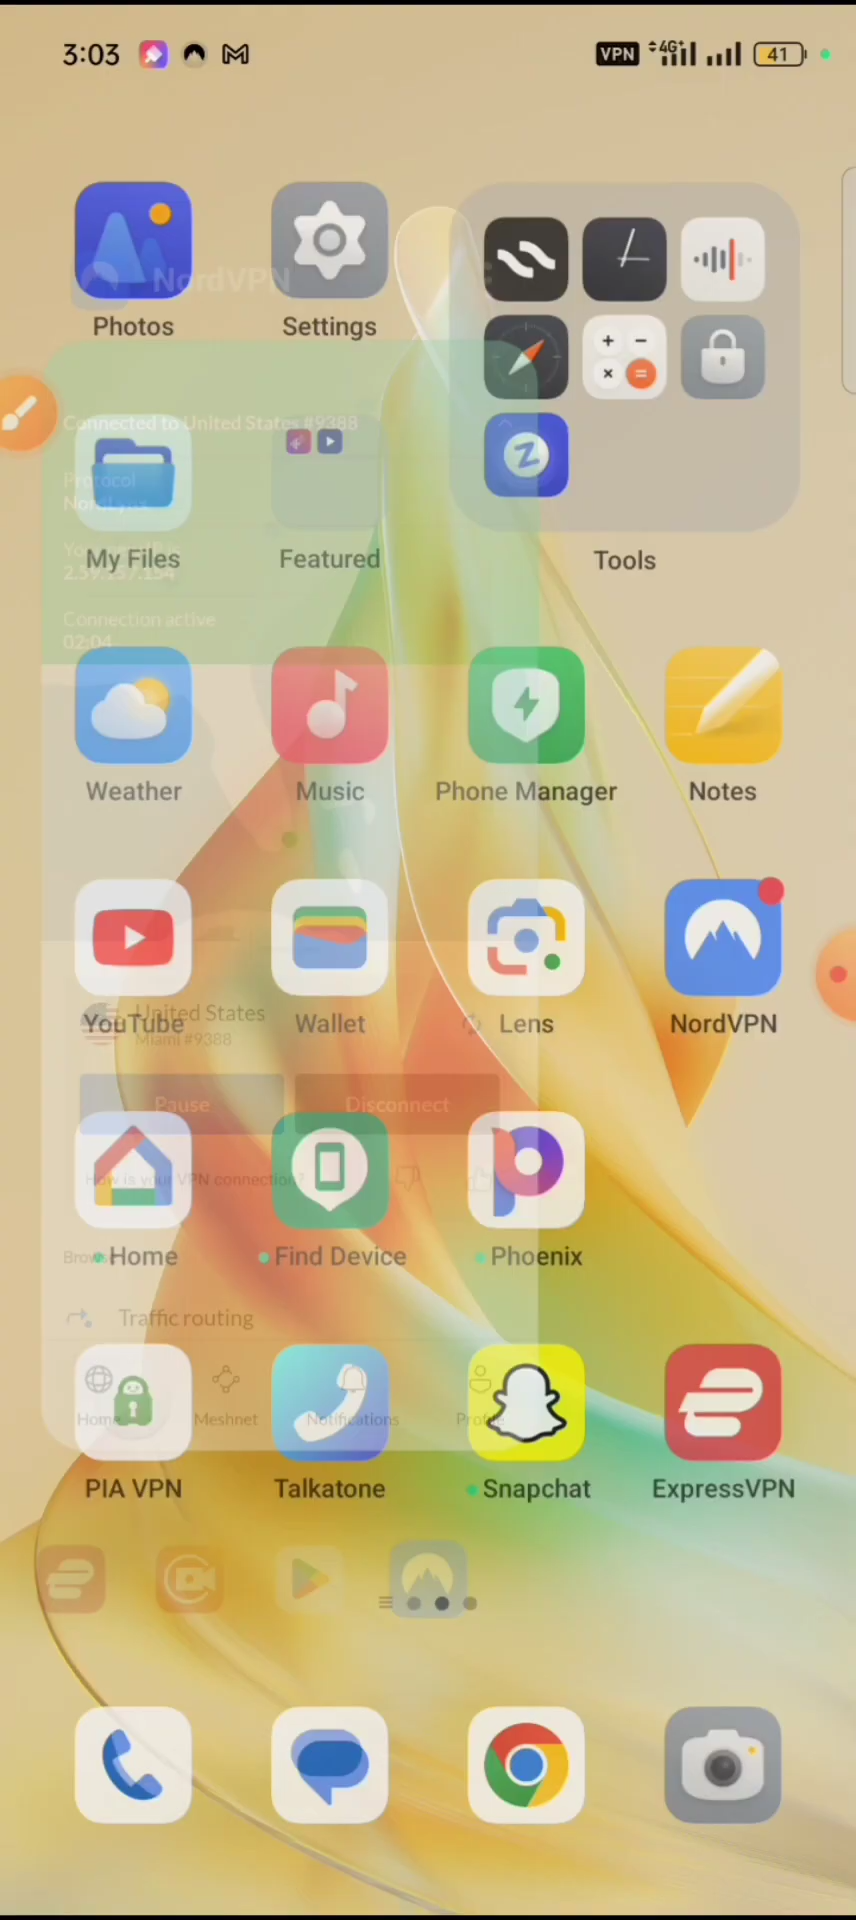 3:03
VPN 4G+ 41
NordVPN
Photos
Settings
Connected to United States #9388
Protocol
NordLynx
My Files
Featured
Tools
2.59.157.154
Connection active
02:04
Weather
Music
Phone Manager
Notes
United States
YouTube
Wallet
Lens
NordVPN
Miami #9388
Pause
Disconnect
How is your VPN connection?
Home
Find Device
Phoenix
Traffic routing
Home
Meshnet
Notifications
Profile
PIA VPN
Talkatone
Snapchat
ExpressVPN